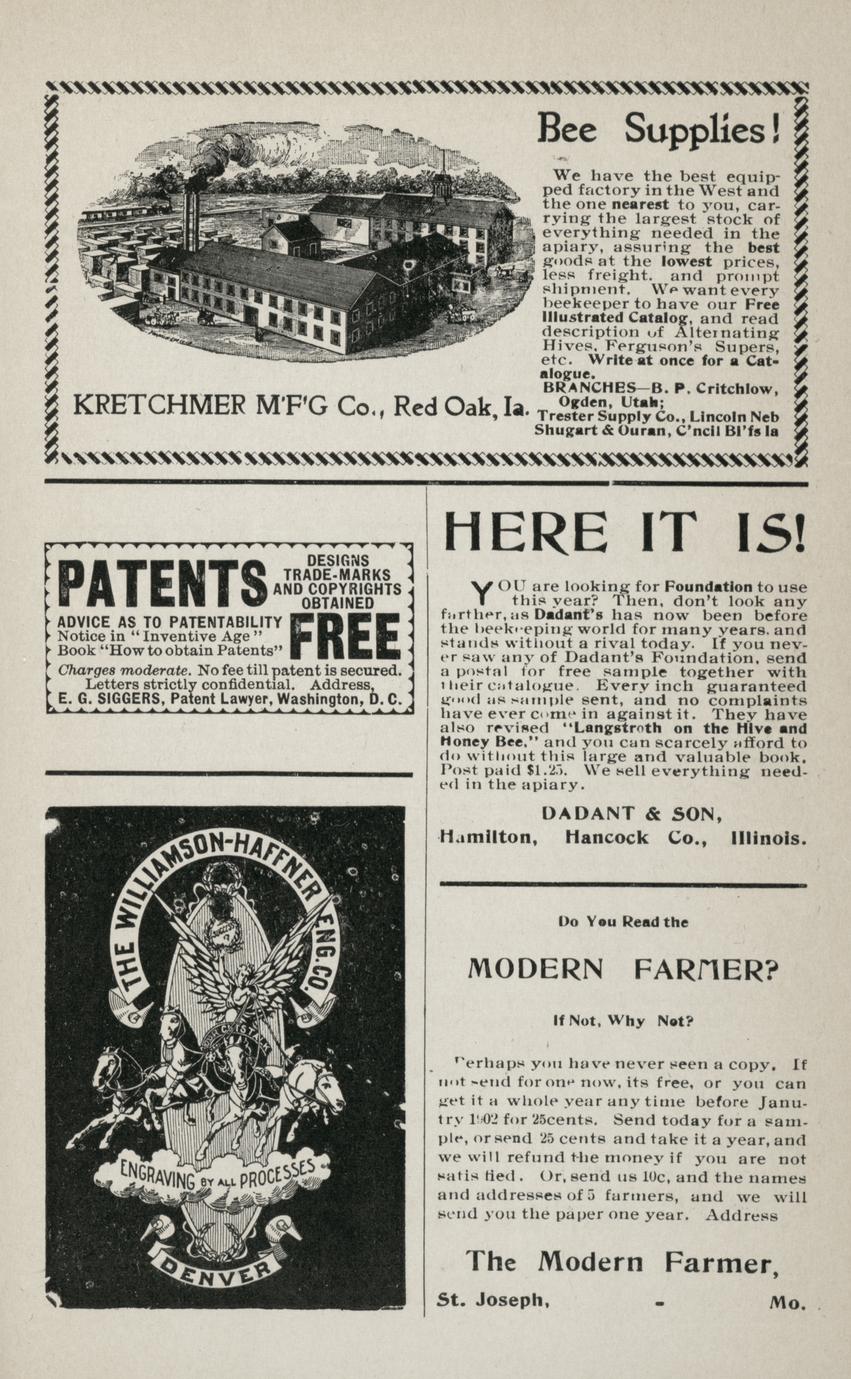 Bee Supplies!
We have the best equip-
ped factory in the West and
the one nearest to you, car-
rying the largest stock of
everything needed in the
apiary, assuring the best
goods at the lowest prices,
less freight. and prompt
shipment. We want every
beekeeper to have our Free
Illustrated Catalog, and read
description of Alternating
Hives, Ferguson's Supers,
etc. Write at once for a Cat-
alogue.
BRANCHES—B. P. Critchlow,
Ogden, Utah;
Trester Supply Co., Lincoln Neb
Shugart & Ouran, C'ncil Bl'fs Ia
KRETCHMER M'F'G Co., Red Oak, Ia.
PATENTS
DESIGNS
TRADE-MARKS
AND COPYRIGHTS
OBTAINED
ADVICE AS TO PATENTABILITY
Notice in "Inventive Age"
Book "How to obtain Patents"
FREE
Charges moderate. No fee till patent is secured.
Letters strictly confidential. Address,
E. G. SIGGERS, Patent Lawyer, Washington, D. C.
THE WILLIAMSON-HAFFNER ENG. CO.
SUCCESS
ENGRAVING BY ALL PROCESSES
DENVER
HERE IT IS!
YOU are looking for Foundation to use
this year? Then, don't look any
further, as Dadant's has now been before
the beekeeping world for many years. and
stands without a rival today. If you nev-
er saw any of Dadant's Foundation, send
a postal for free sample together with
their catalogue. Every inch guaranteed
good as sample sent, and no complaints
have ever come in against it. They have
also revised "Langstroth on the Hive and
Honey Bee," and you can scarcely afford to
do without this large and valuable book.
Post paid $1.25. We sell everything need-
ed in the apiary.
DADANT & SON,
Hamilton, Hancock Co., Illinois.
Do You Read the
MODERN FARMER?
If Not, Why Not?
Perhaps you have never seen a copy. If
not send for one now, its free, or you can
get it a whole year any time before Janu-
try 1902 for 25cents. Send today for a sam-
ple, or send 25 cents and take it a year, and
we will refund the money if you are not
satis fied. Or, send us 10c, and the names
and addresses of 5 farmers, and we will
send you the paper one year. Address
The Modern Farmer,
St. Joseph, - Mo.